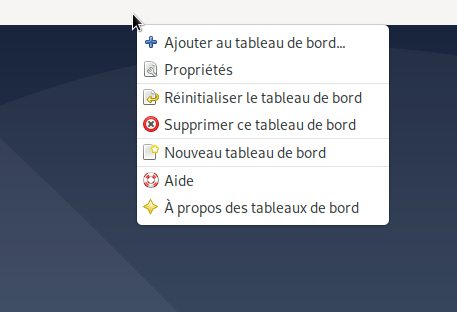 Ajouter au tableau de bord...
Propriétés
Réinitialiser le tableau de bord
Supprimer ce tableau de bord
Nouveau tableau de bord
Aide
À propos des tableaux de bord